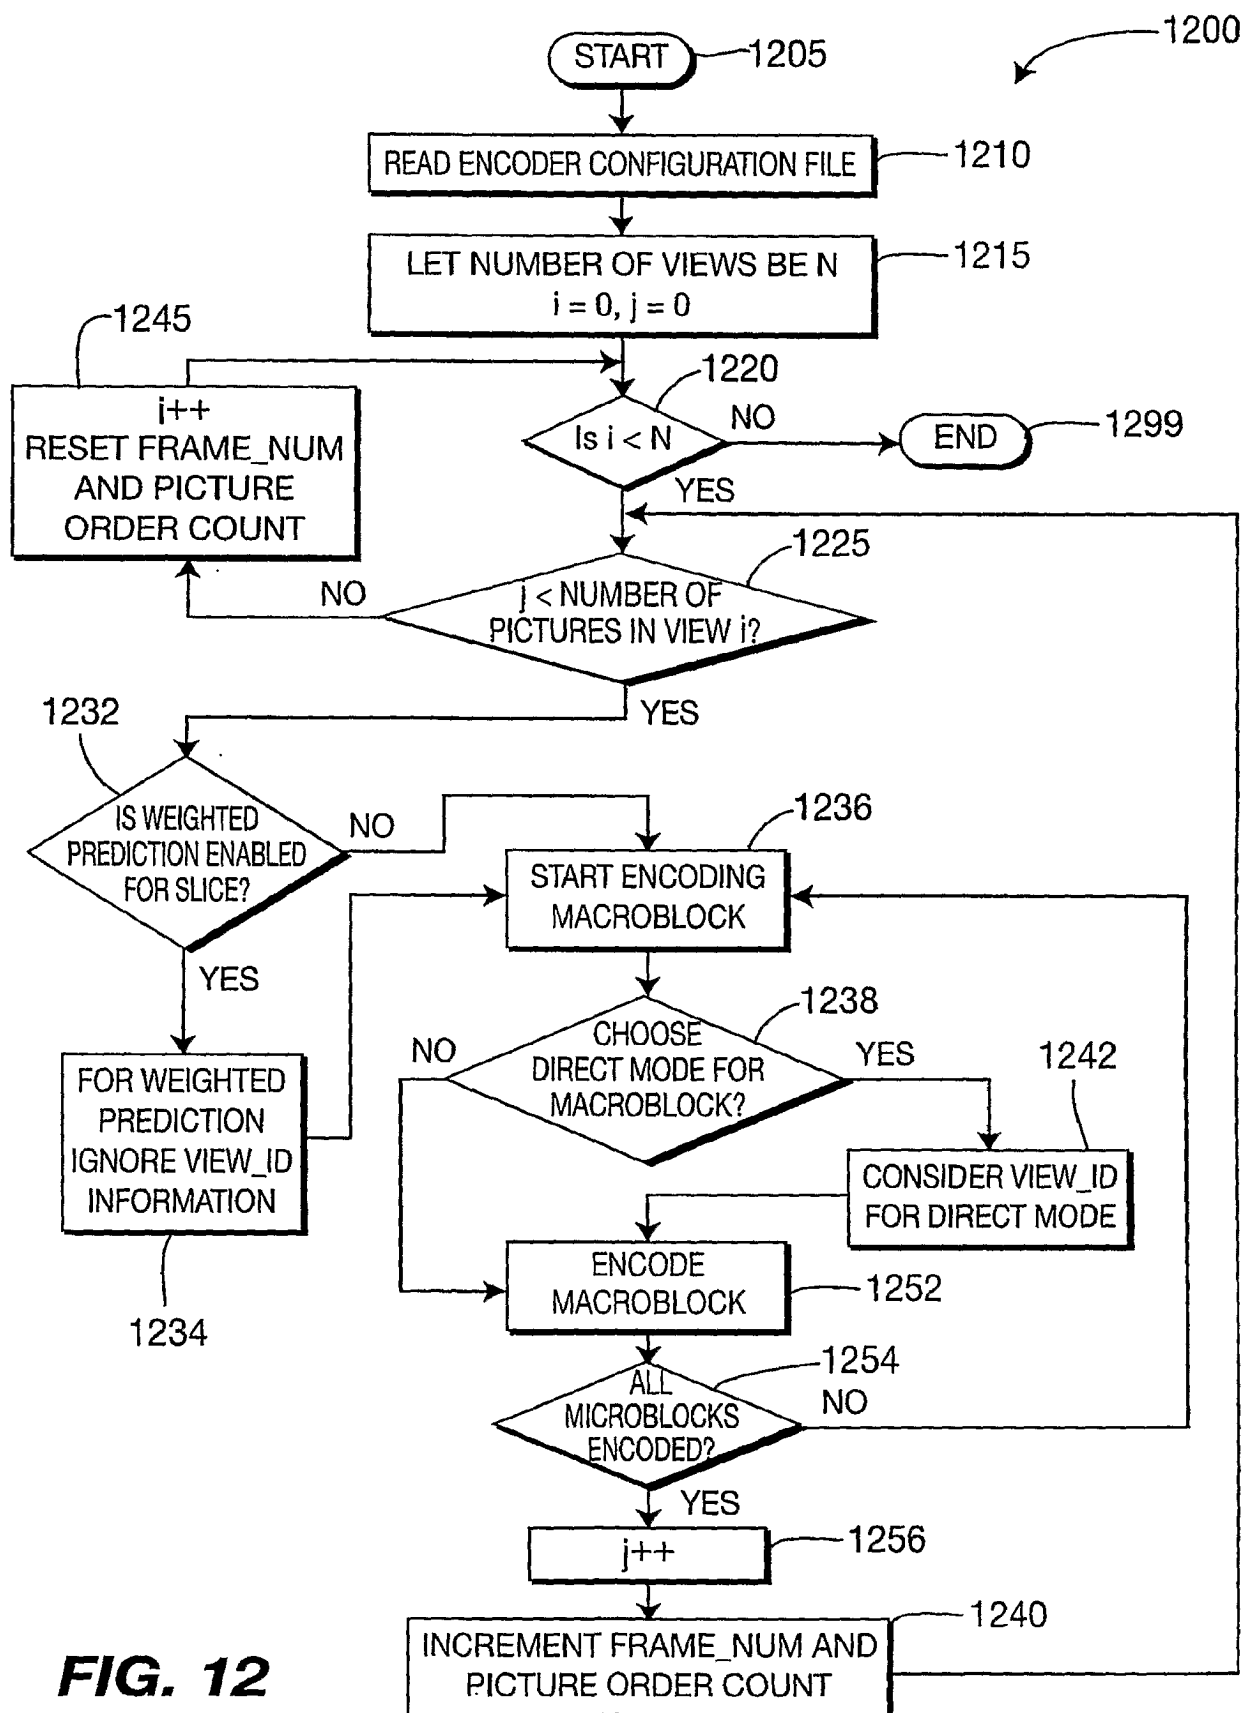 1200
START
1205
READ ENCODER CONFIGURATION FILE
1210
LET NUMBER OF VIEWS BE N
i = 0, j = 0
1215
1245
i++
RESET FRAME_NUM
AND PICTURE
ORDER COUNT
1220
Is i < N
NO
END
1299
YES
1225
j < NUMBER OF
PICTURES IN VIEW i?
NO
YES
1232
IS WEIGHTED
PREDICTION ENABLED
FOR SLICE?
NO
YES
1236
START ENCODING
MACROBLOCK
1238
CHOOSE
DIRECT MODE FOR
MACROBLOCK?
NO
YES
1242
FOR WEIGHTED
PREDICTION
IGNORE VIEW_ID
INFORMATION
1234
CONSIDER VIEW_ID
FOR DIRECT MODE
ENCODE
MACROBLOCK
1252
1254
ALL
MICROBLOCKS
ENCODED?
NO
YES
j++
1256
1240
INCREMENT FRAME_NUM AND
PICTURE ORDER COUNT
FIG. 12